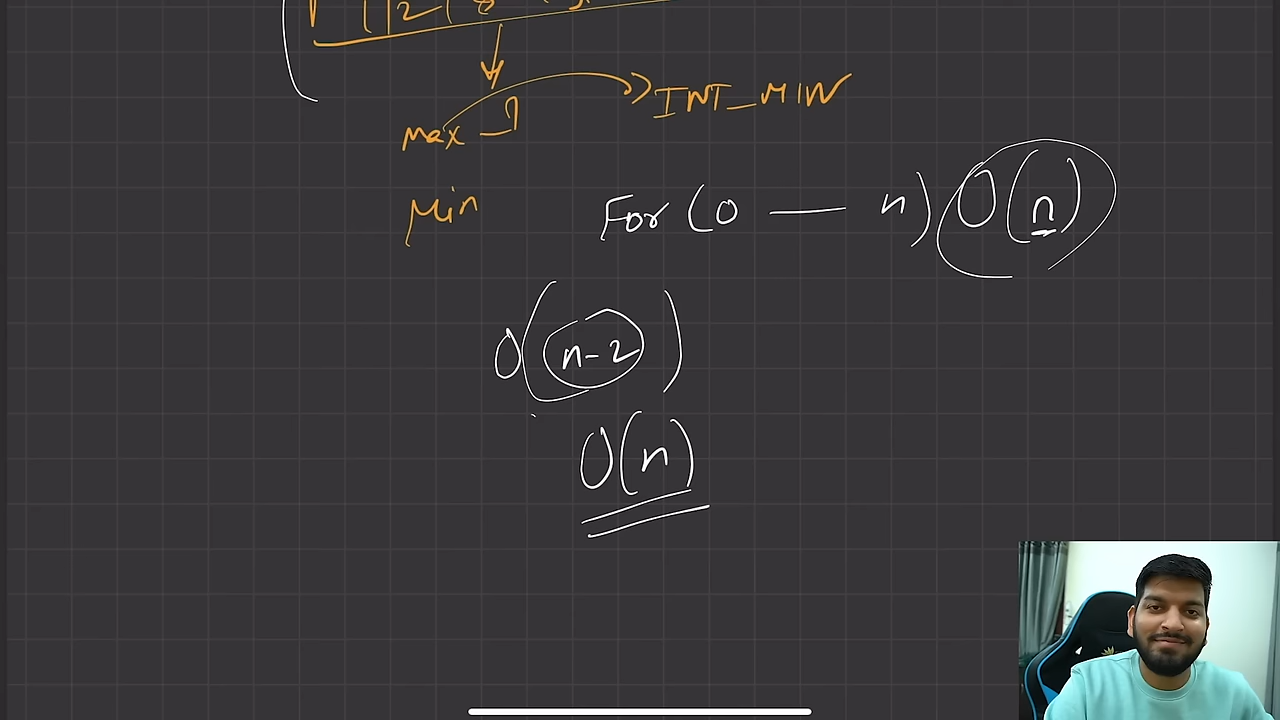 max INT_MIN
Min For (0 — n) O(n)
O(n-2)
O(n)